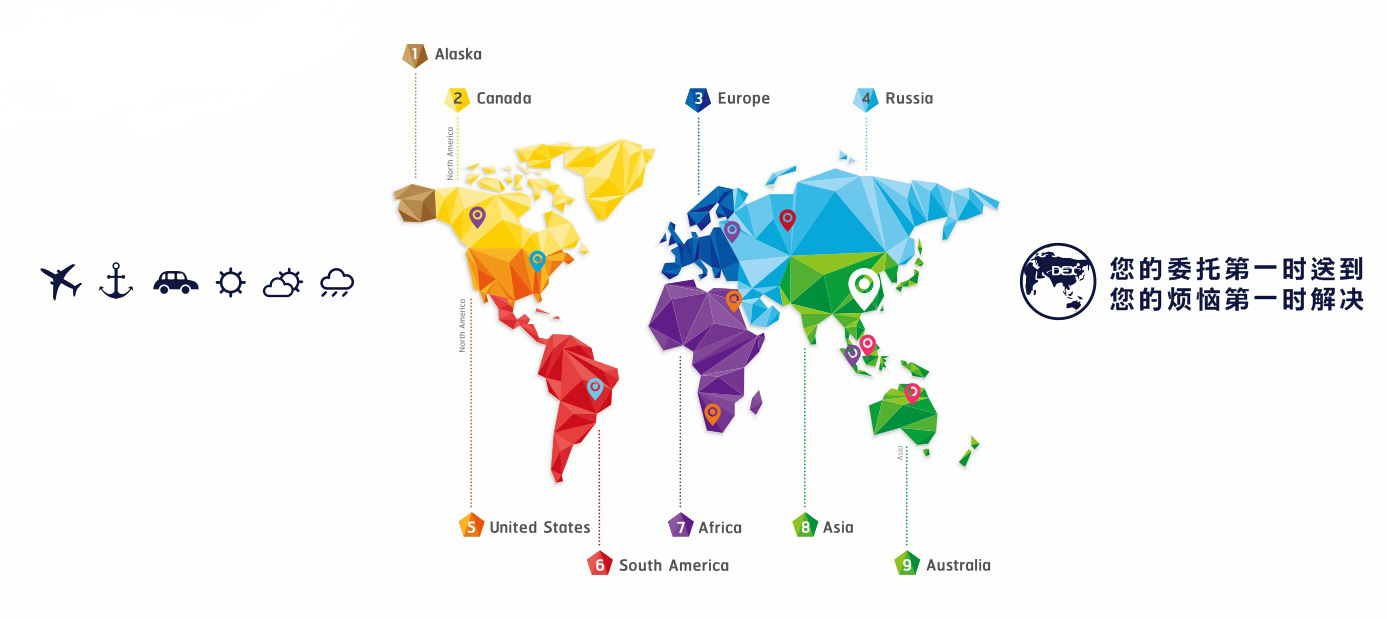 1 Alaska
2 Canada
3 Europe
4 Russia
North America
North America
DEC
您的委托第一时送到
您的烦恼第一时解决
Asia
5 United States
7 Africa
8 Asia
6 South America
9 Australia